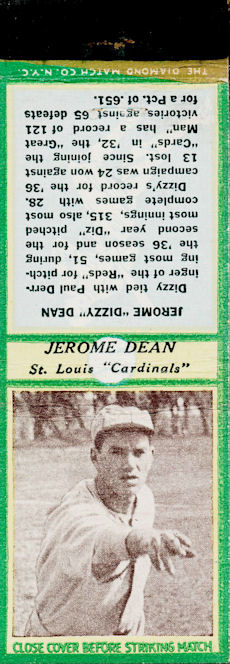 THE DIAMOND MATCH CO. N.Y.C.
JEROME "DIZZY" DEAN
Dizzy tied with Paul Derr-
inger of the "Reds" for pitch-
ing most games, 51, during
the '36 season and for the
second year "Diz" pitched
most innings, 315, also most
complete games with 28.
Dizzy's record for the '36
campaign was 24 won against
13 lost. Since joining the
"Cards" in '32, the "Great
Man" has a record of 121
victories, against 65 defeats
for a Pct. of .651.
JEROME DEAN
St. Louis "Cardinals"
CLOSE COVER BEFORE STRIKING MATCH